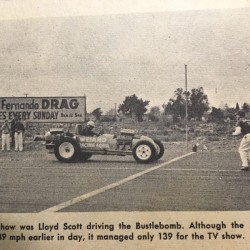 Fernando DRAG
ES EVERY SUNDAY
how was Lloyd Scott driving the Bustlebomb. Although the
9 mph earlier in day, it managed only 139 for the TV show.